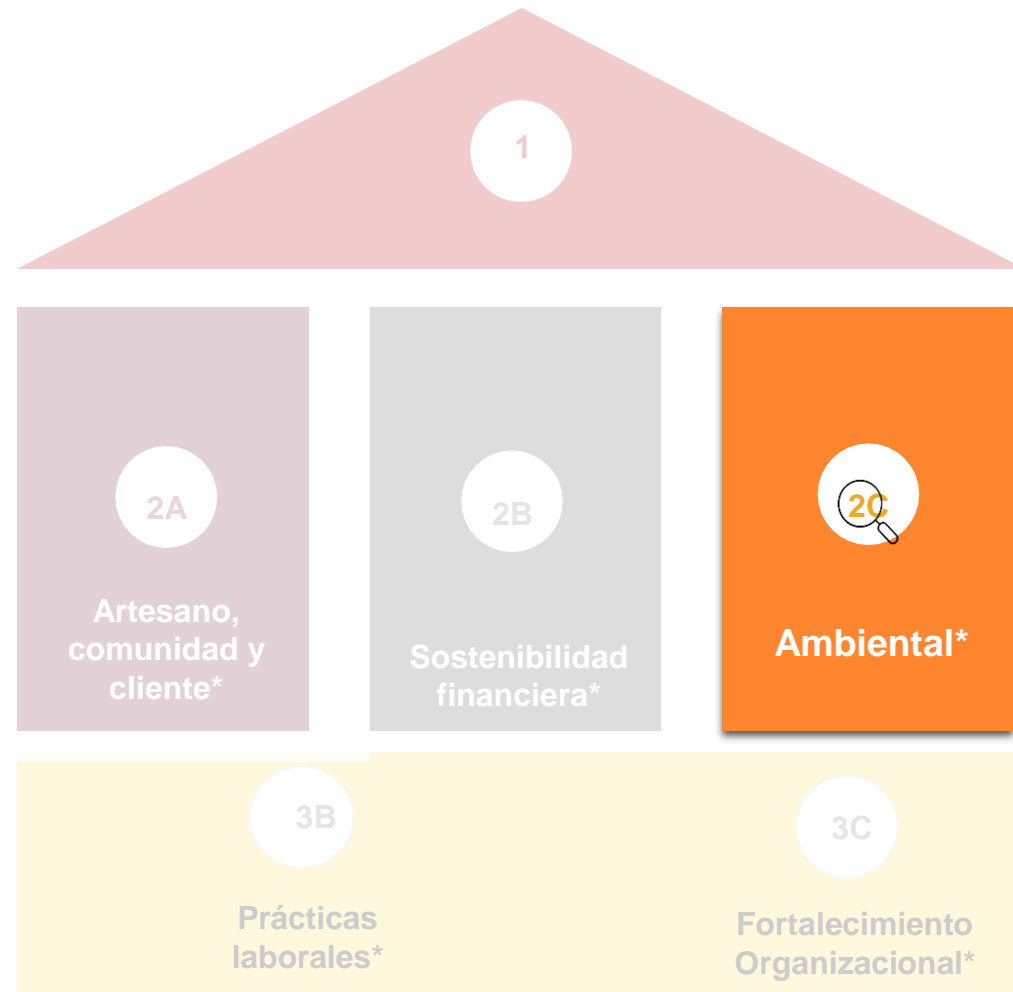 1
2A
Artesano,
comunidad y
cliente*
2B
Sostenibilidad
financiera*
2C
Ambiental*
3B
Prácticas
laborales*
3C
Fortalecimiento
Organizacional*